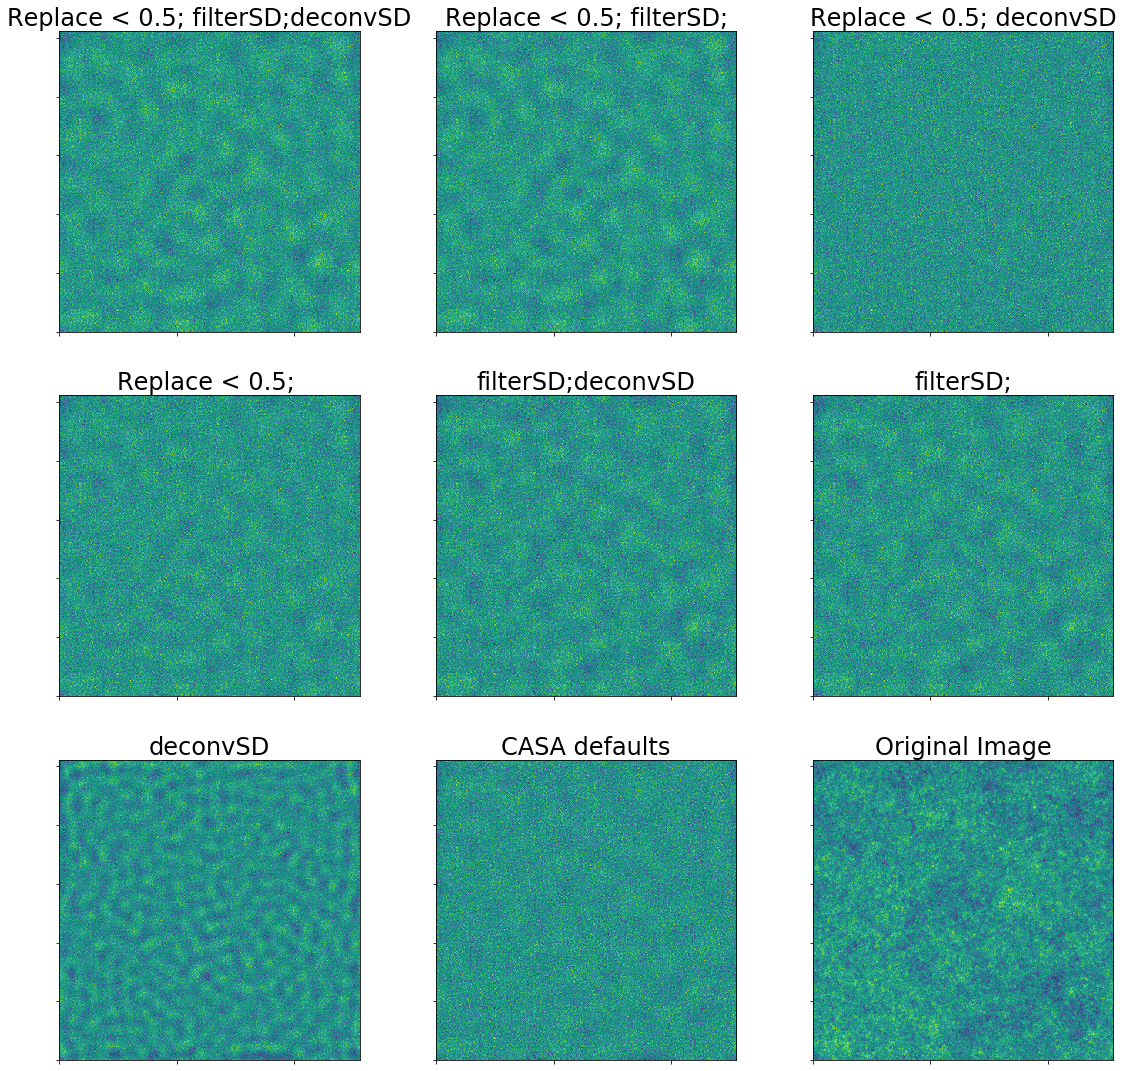 Replace < 0.5; filterSD;deconvSD
Replace < 0.5; filterSD;
Replace < 0.5; deconvSD
Replace < 0.5;
filterSD;deconvSD
filterSD;
deconvSD
CASA defaults
Original Image